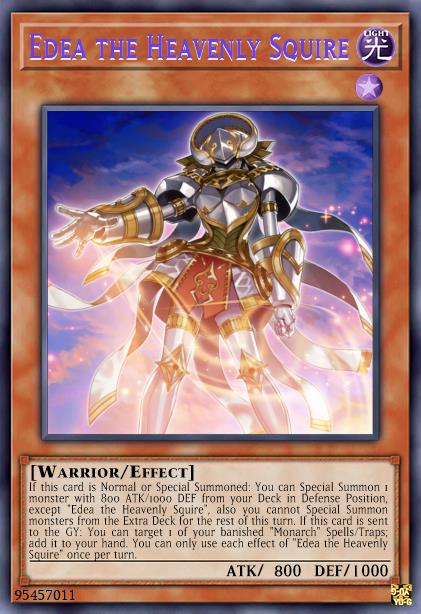 EDEA THE HEAVENLY SQUIRE
LIGHT
光
[WARRIOR/EFFECT]
If this card is Normal or Special Summoned: You can Special Summon 1
monster with 800 ATK/1000 DEF from your Deck in Defense Position,
except "Edea the Heavenly Squire", also you cannot Special Summon
monsters from the Extra Deck for the rest of this turn. If this card is sent
to the GY: You can target 1 of your banished "Monarch" Spells/Traps;
add it to your hand. You can only use each effect of "Edea the Heavenly
Squire" once per turn.
ATK/ 800 DEF/1000
95457011